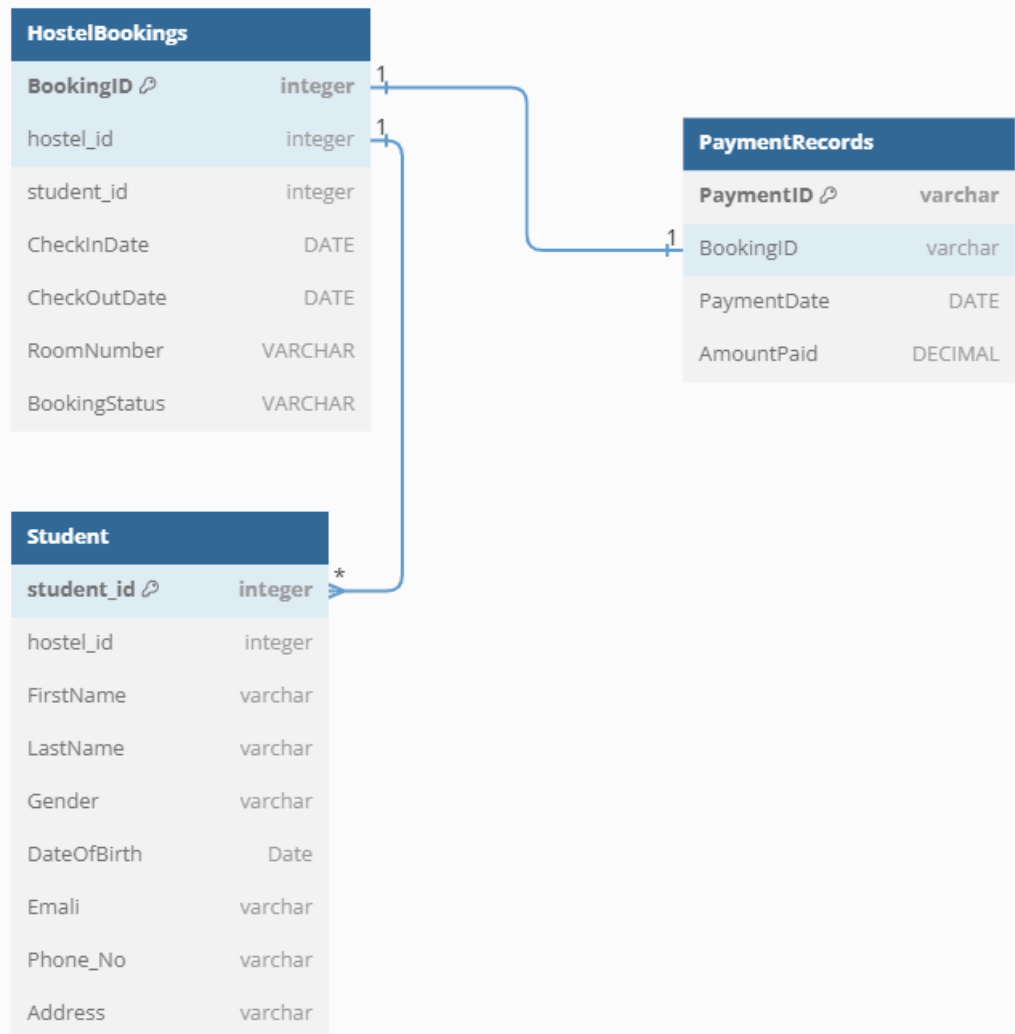 HostelBookings
BookingID integer
hostel_id integer
student_id integer
CheckInDate DATE
CheckOutDate DATE
RoomNumber VARCHAR
BookingStatus VARCHAR
1
1
PaymentRecords
PaymentID varchar
1
BookingID varchar
PaymentDate DATE
AmountPaid DECIMAL
Student
student_id integer
*
hostel_id integer
FirstName varchar
LastName varchar
Gender varchar
DateOfBirth Date
Emali varchar
Phone_No varchar
Address varchar